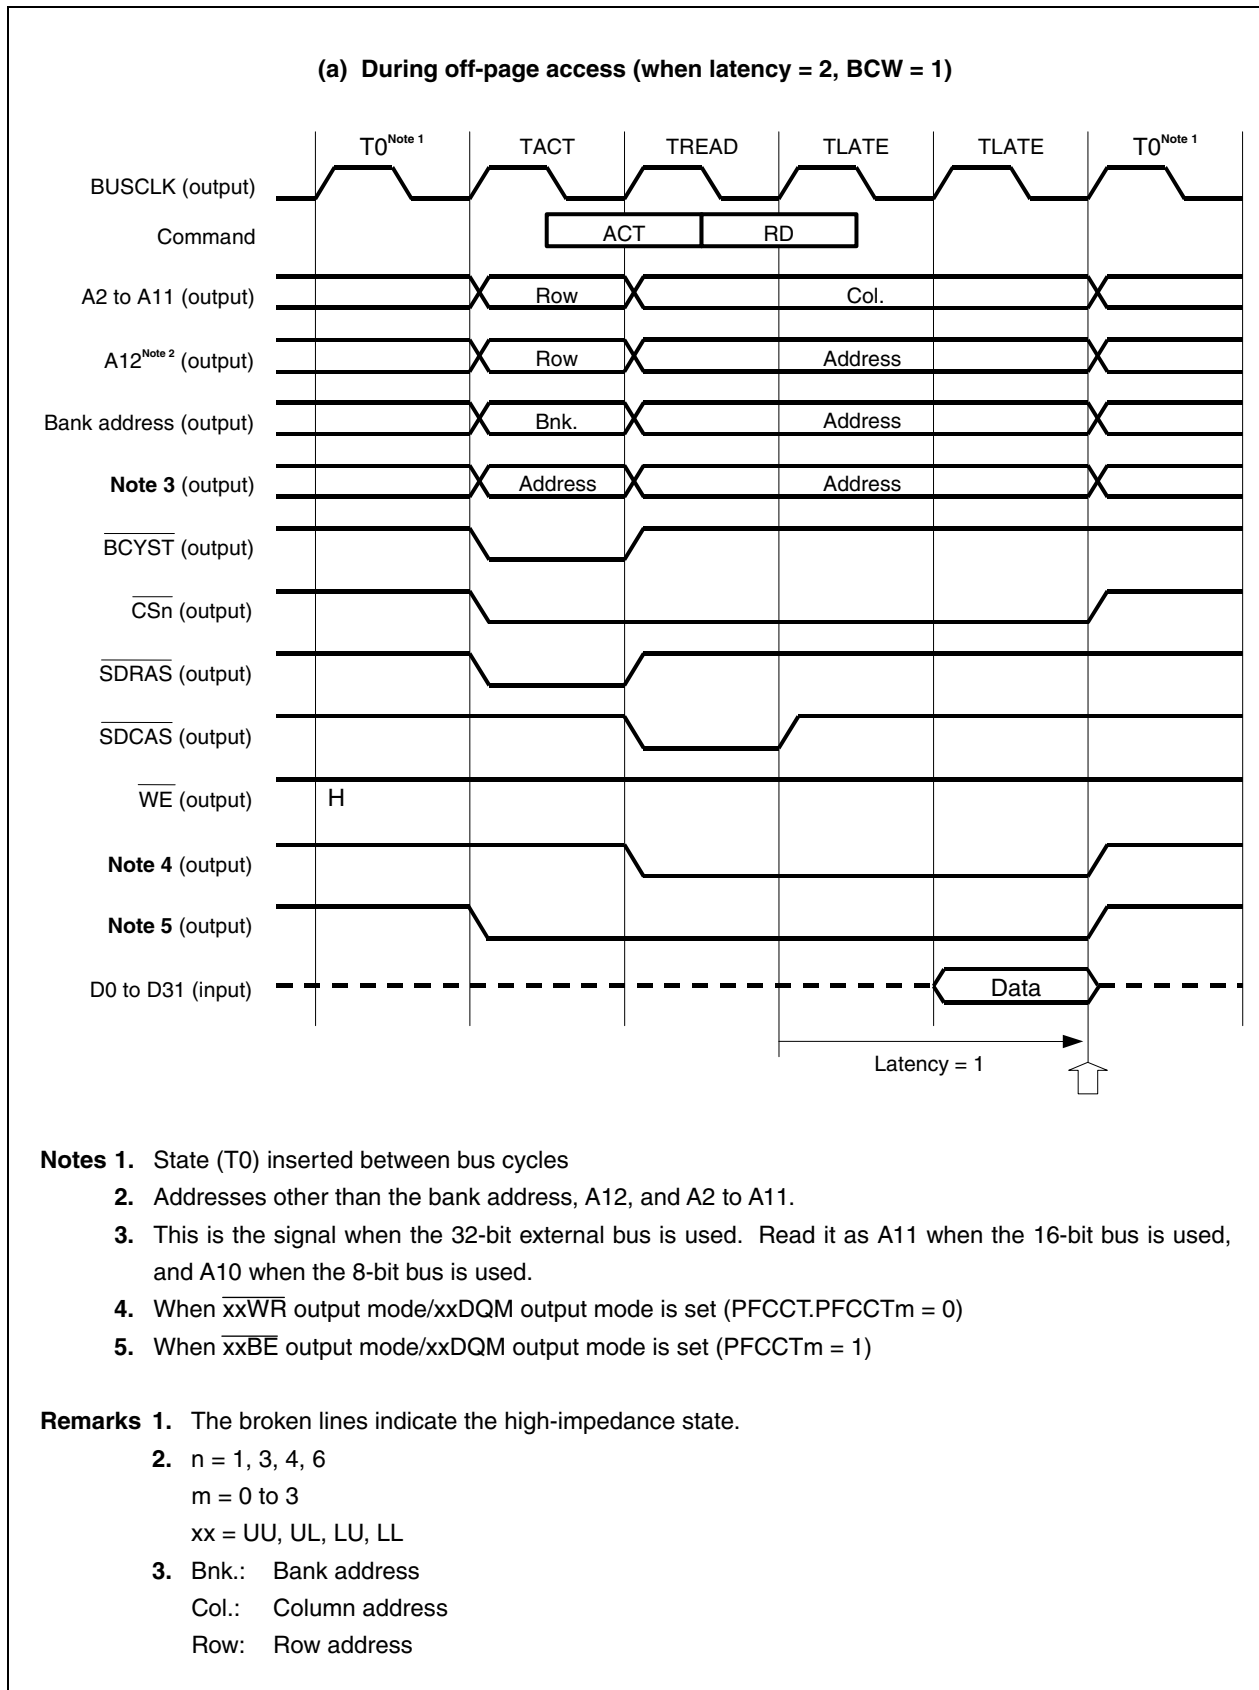 (a) During off-page access (when latency = 2, BCW = 1)
T0Note 1 TACT TREAD TLATE TLATE T0Note 1
BUSCLK (output)
Command ACT RD
A2 to A11 (output) Row Col.
A12Note 2 (output) Row Address
Bank address (output) Bnk. Address
Note 3 (output) Address Address
BCYST (output)
CSn (output)
SDRAS (output)
SDCAS (output)
WE (output) H
Note 4 (output)
Note 5 (output)
D0 to D31 (input) Data
Latency = 1
Notes 1. State (T0) inserted between bus cycles
2. Addresses other than the bank address, A12, and A2 to A11.
3. This is the signal when the 32-bit external bus is used. Read it as A11 when the 16-bit bus is used,
and A10 when the 8-bit bus is used.
4. When xxWR output mode/xxDQM output mode is set (PFCCT.PFCCTm = 0)
5. When xxBE output mode/xxDQM output mode is set (PFCCTm = 1)
Remarks 1. The broken lines indicate the high-impedance state.
2. n = 1, 3, 4, 6
m = 0 to 3
xx = UU, UL, LU, LL
3. Bnk.: Bank address
Col.: Column address
Row: Row address